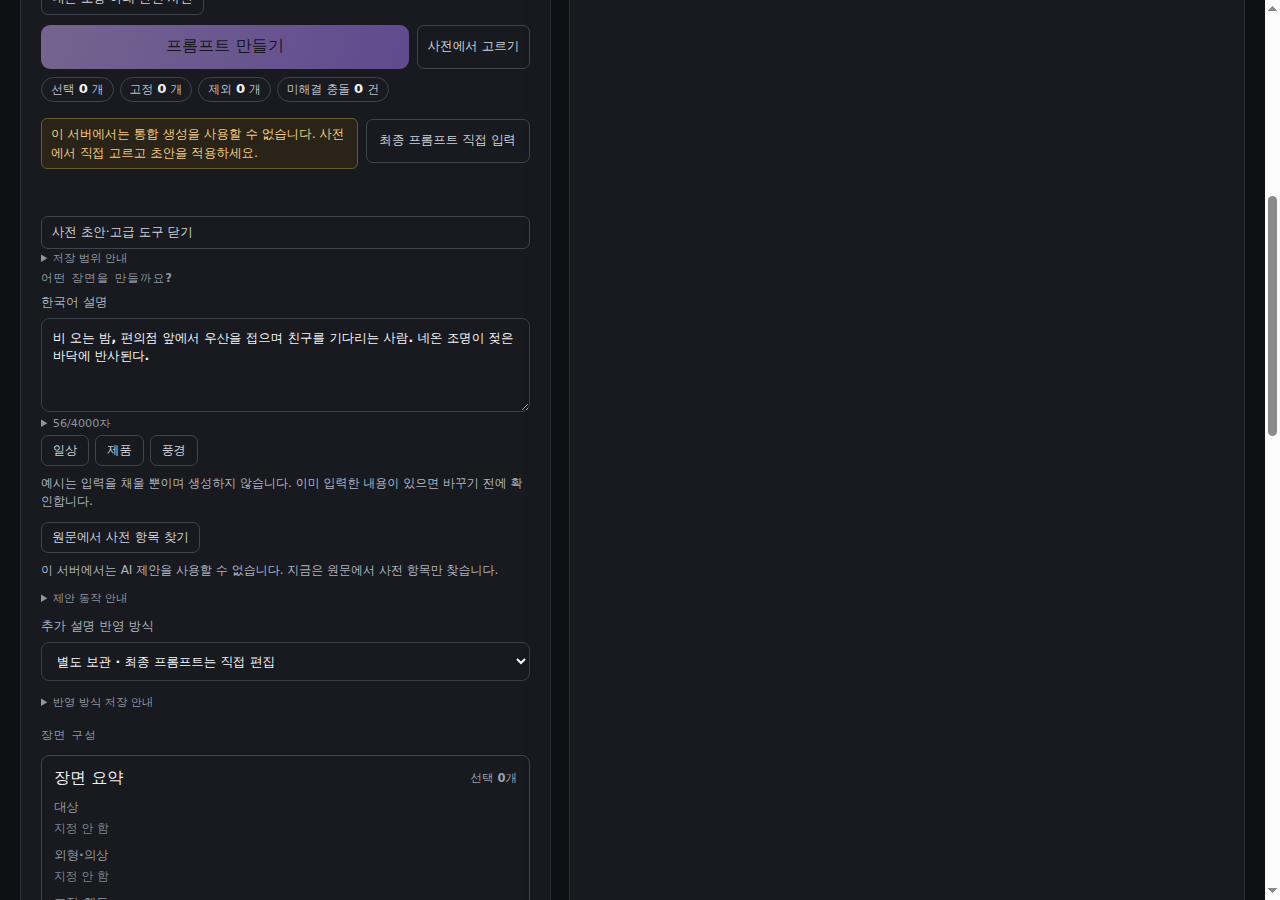 프롬프트 만들기
사전에서 고르기
선택 0 개
고정 0 개
제외 0 개
미해결 충돌 0 건
이 서버에서는 통합 생성을 사용할 수 없습니다. 사전
에서 직접 고르고 초안을 적용하세요.
최종 프롬프트 직접 입력
사전 초안·고급 도구 닫기
▶ 저장 범위 안내
어떤 장면을 만들까요?
한국어 설명
비 오는 밤, 편의점 앞에서 우산을 접으며 친구를 기다리는 사람. 네온 조명이 젖은
바닥에 반사된다.
▶ 56/4000자
일상
제품
풍경
예시는 입력을 채울 뿐이며 생성하지 않습니다. 이미 입력한 내용이 있으면 바꾸기 전에 확
인합니다.
원문에서 사전 항목 찾기
이 서버에서는 AI 제안을 사용할 수 없습니다. 지금은 원문에서 사전 항목만 찾습니다.
▶ 제안 동작 안내
추가 설명 반영 방식
별도 보관 · 최종 프롬프트는 직접 편집
▶ 반영 방식 저장 안내
장면 구성
장면 요약
선택 0개
대상
지정 안 함
외형·의상
지정 안 함